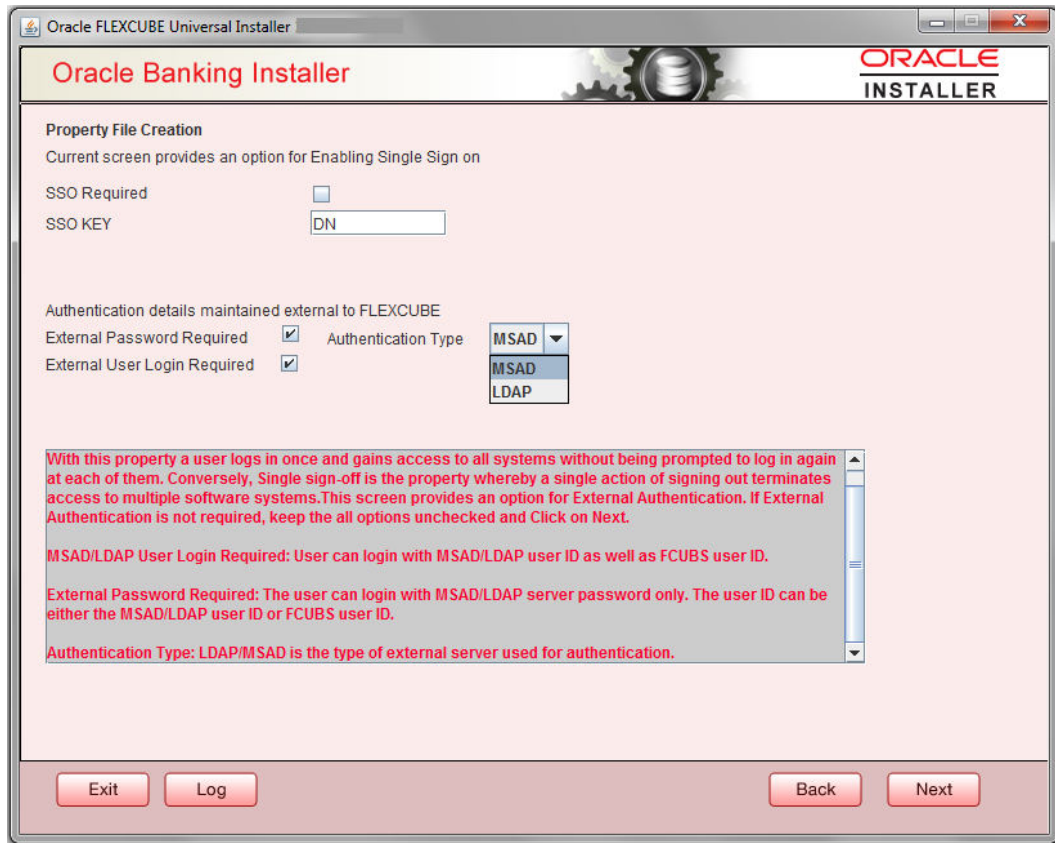 Oracle FLEXCUBE Universal Installer
Oracle Banking Installer
ORACLE
INSTALLER
Property File Creation
Current screen provides an option for Enabling Single Sign on
SSO Required
SSO KEY DN
Authentication details maintained external to FLEXCUBE
External Password Required Authentication Type MSAD
External User Login Required
MSAD
LDAP
With this property a user logs in once and gains access to all systems without being prompted to log in again
at each of them. Conversely, Single sign-off is the property whereby a single action of signing out terminates
access to multiple software systems.This screen provides an option for External Authentication. If External
Authentication is not required, keep the all options unchecked and Click on Next.
MSAD/LDAP User Login Required: User can login with MSAD/LDAP user ID as well as FCUBS user ID.
External Password Required: The user can login with MSAD/LDAP server password only. The user ID can be
either the MSAD/LDAP user ID or FCUBS user ID.
Authentication Type: LDAP/MSAD is the type of external server used for authentication.
Exit Log Back Next